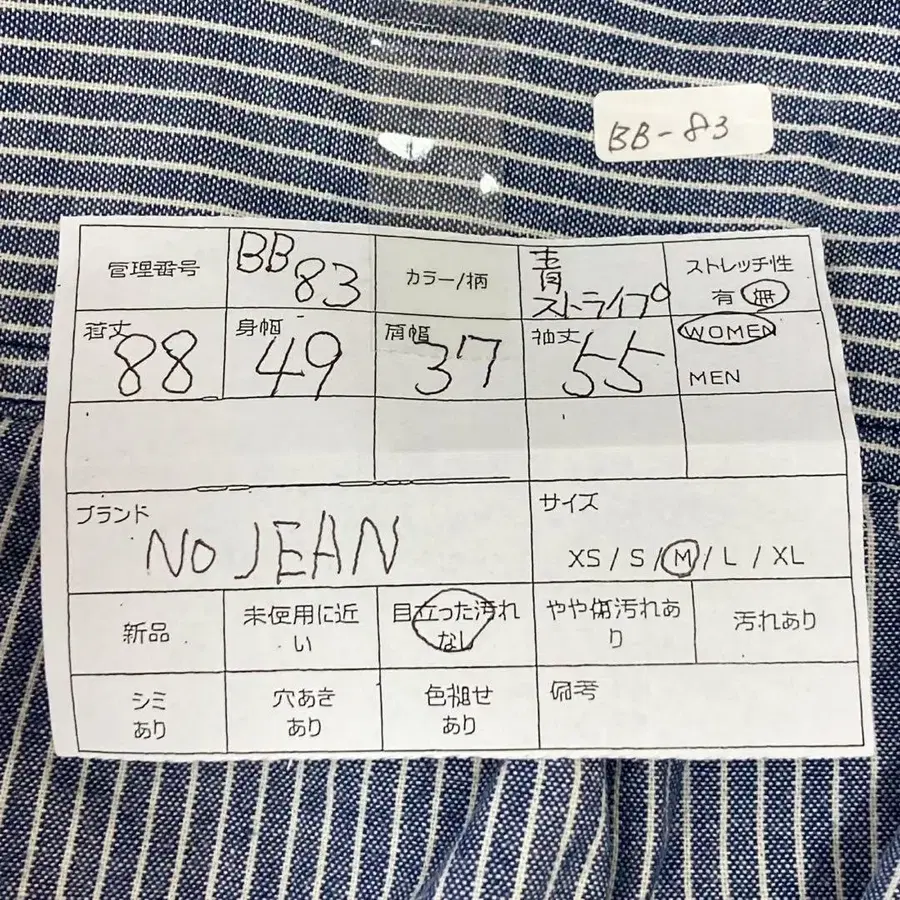 BB-83
管理番号
BB 83
カラー/柄
青
ストライプ
ストレッチ性
有 無
着丈
88
身幅
49
肩幅
37
袖丈
55
WOMEN
MEN
ブランド
NO JEAN
サイズ
XS / S / M / L / XL
新品
未使用に近
い
目立った汚れ
なし
やや傷汚れあ
り
汚れあり
シミ
あり
穴あき
あり
色褪せ
あり
備考